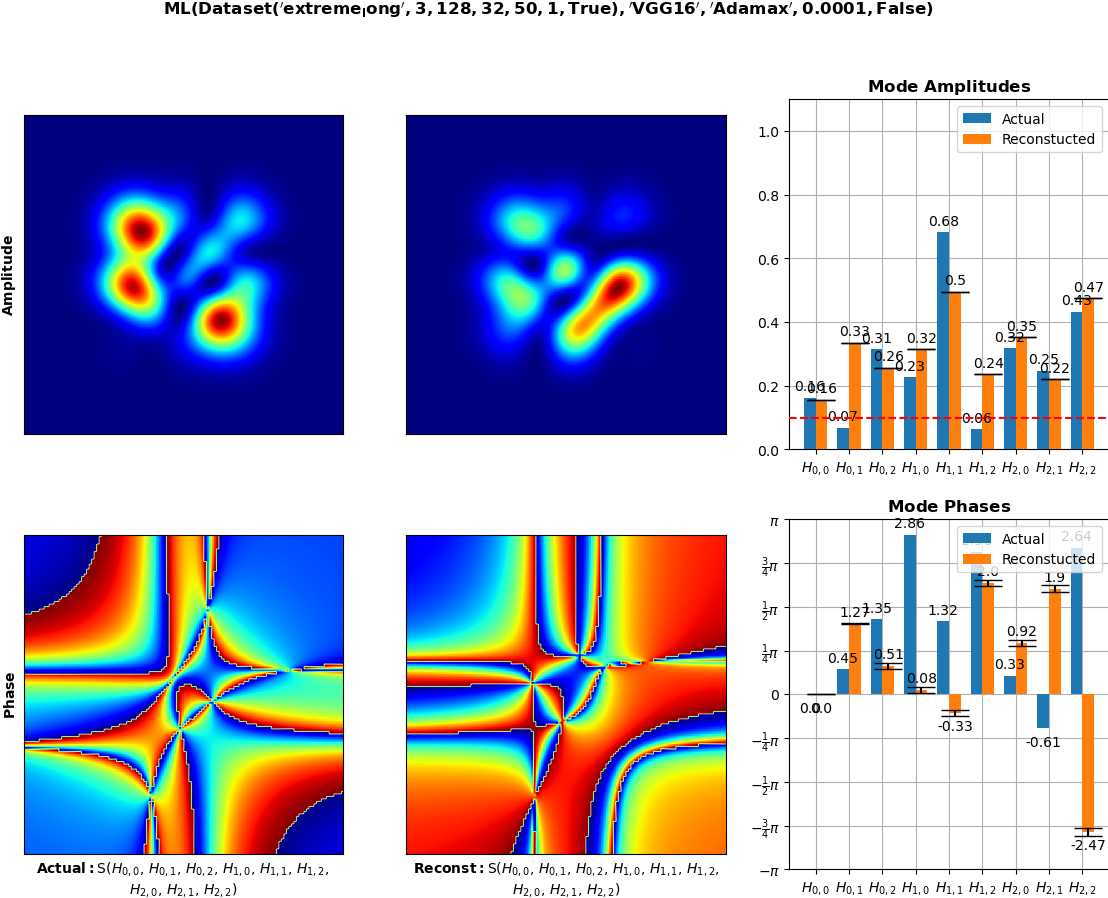 ML(Dataset('extreme_long', 3, 128, 32, 50, 1, True), 'VGG16', 'Adamax', 0.0001, False)
Amplitude
Mode Amplitudes
Actual
Reconstucted
1.0
0.8
0.6
0.4
0.2
0.0
0.16
0.16
0.07
0.33
0.31
0.26
0.23
0.32
0.68
0.5
0.06
0.24
0.32
0.35
0.25
0.22
0.43
0.47
H0,0 H0,1 H0,2 H1,0 H1,1 H1,2 H2,0 H2,1 H2,2
Phase
Actual: S(H0,0, H0,1, H0,2, H1,0, H1,1, H1,2,
H2,0, H2,1, H2,2)
Reconst: S(H0,0, H0,1, H0,2, H1,0, H1,1, H1,2,
H2,0, H2,1, H2,2)
Mode Phases
Actual
Reconstucted
π
3/4π
1/2π
1/4π
0
−1/4π
−1/2π
−3/4π
−π
0.0
0.0
0.45
1.27
1.35
0.51
2.86
0.08
1.32
-0.33
2.0
0.33
0.92
-0.61
1.9
2.64
-2.47
H0,0 H0,1 H0,2 H1,0 H1,1 H1,2 H2,0 H2,1 H2,2